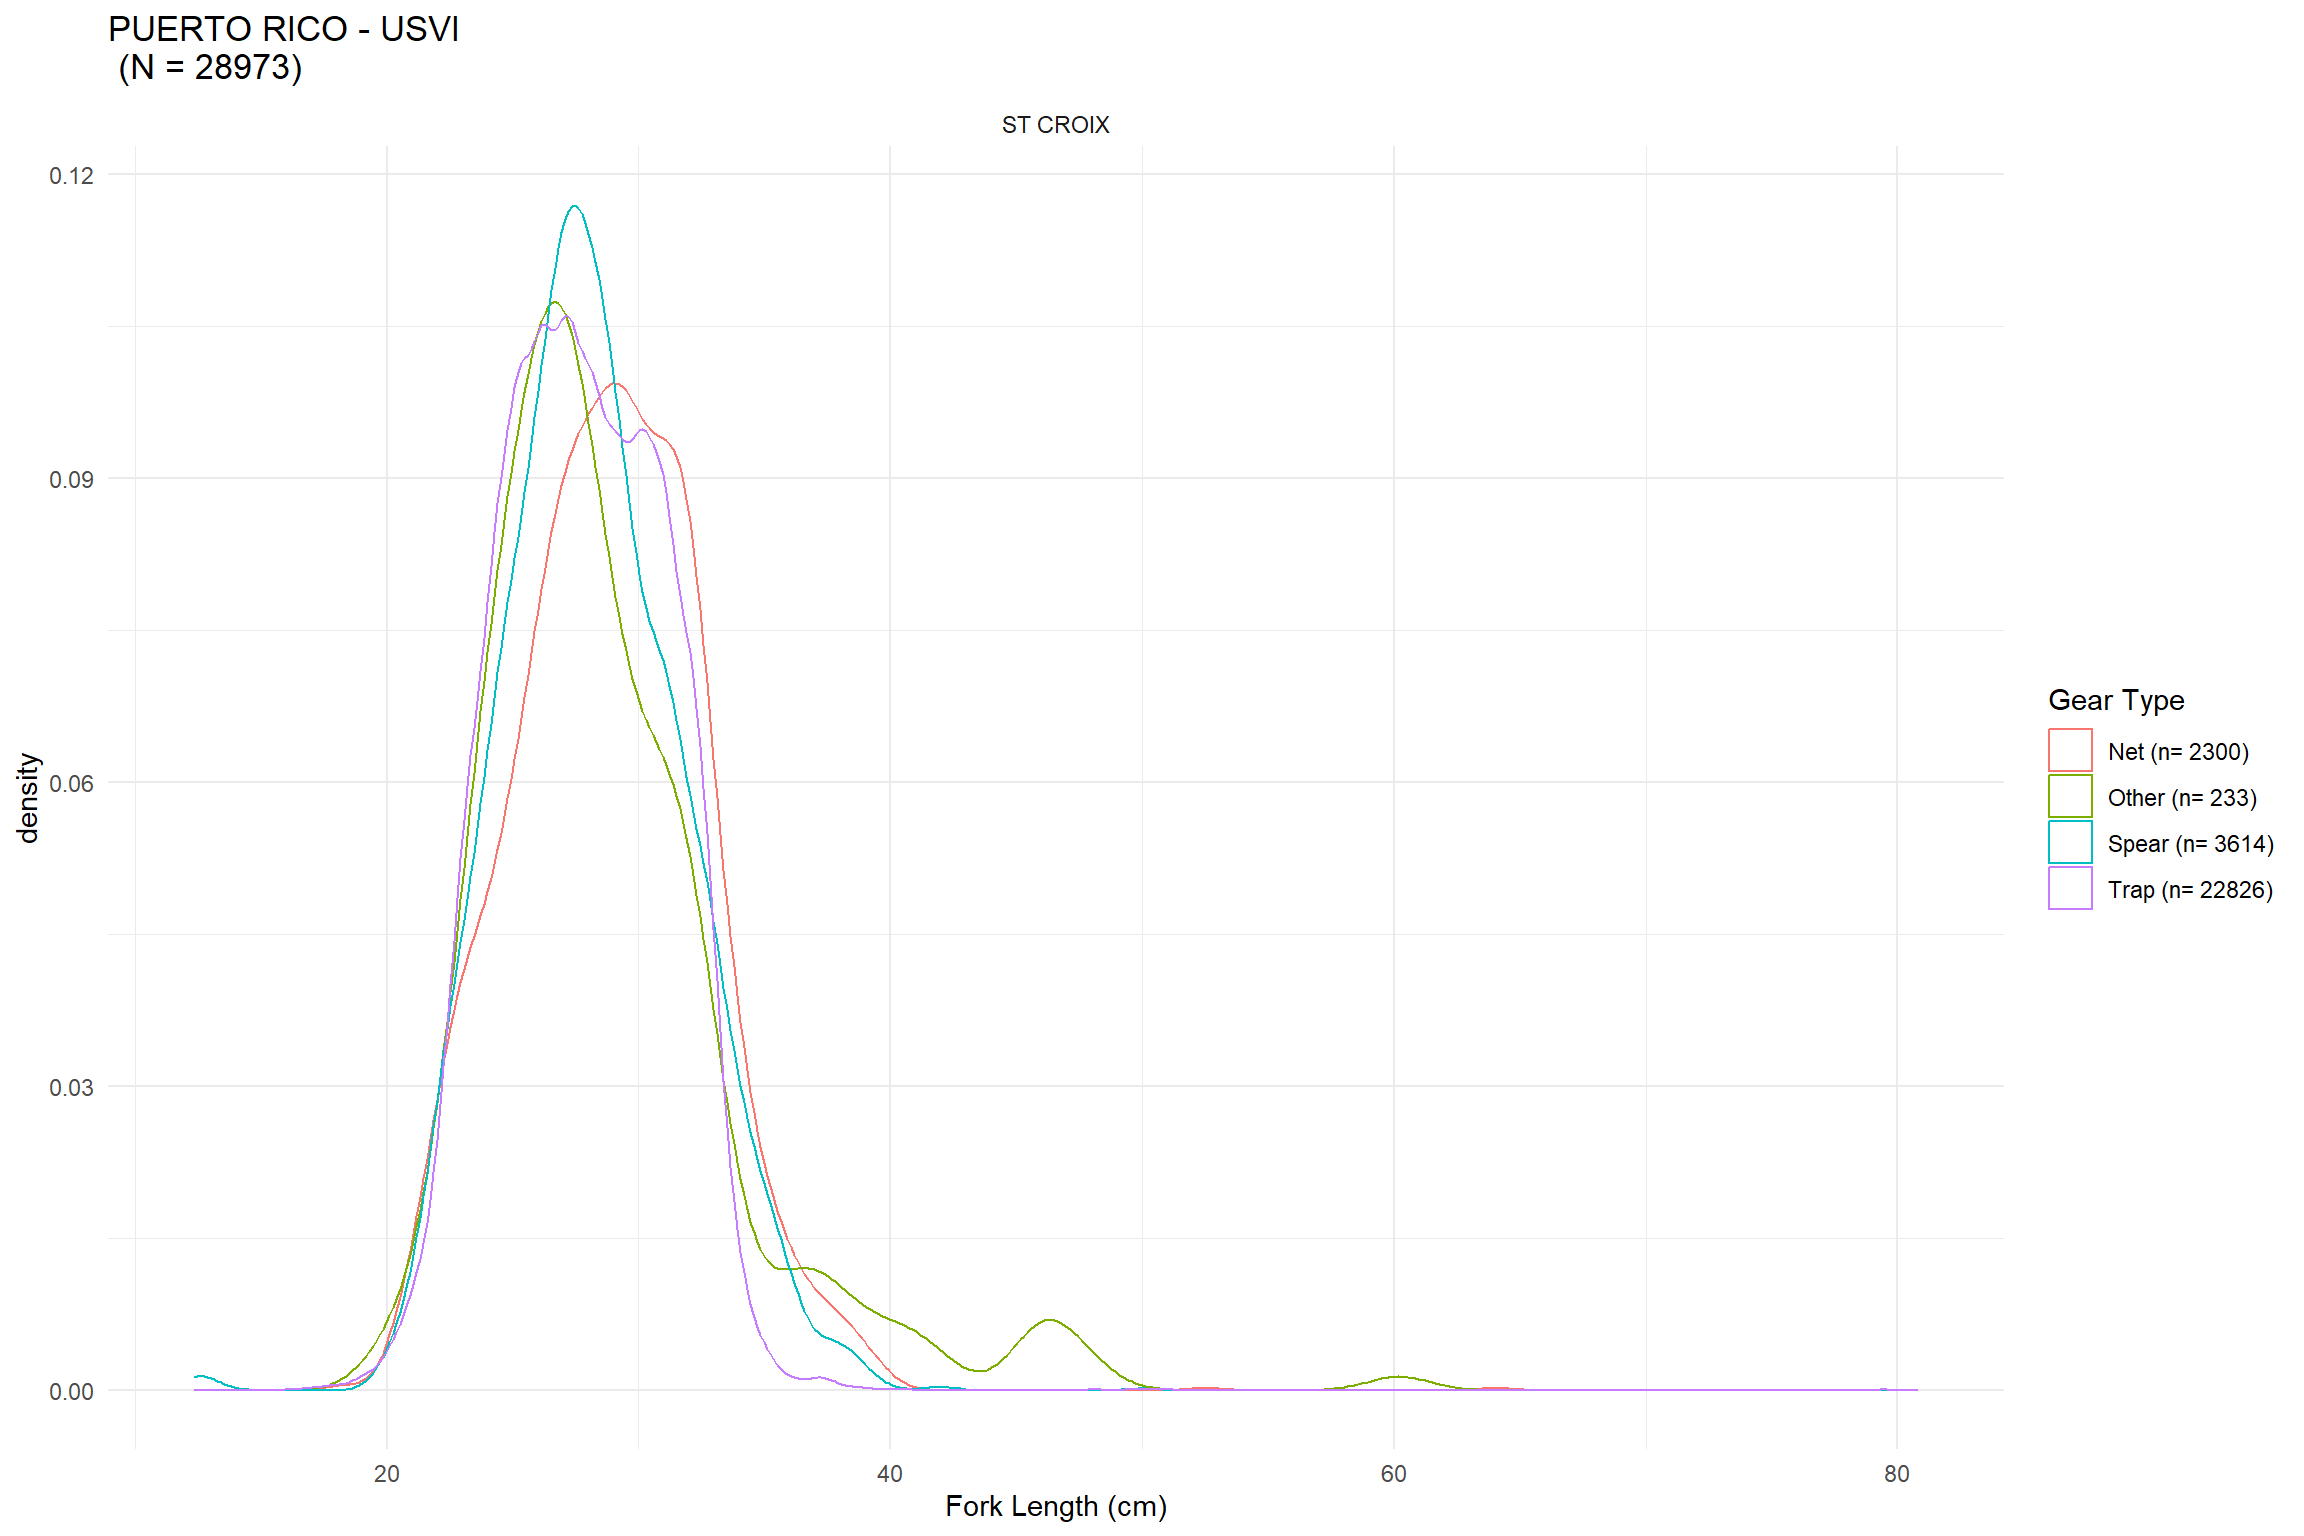 PUERTO RICO - USVI
(N = 28973)
ST CROIX
0.12
0.09
0.06
0.03
0.00
density
20 40 60 80
Fork Length (cm)
Gear Type
Net (n= 2300)
Other (n= 233)
Spear (n= 3614)
Trap (n= 22826)